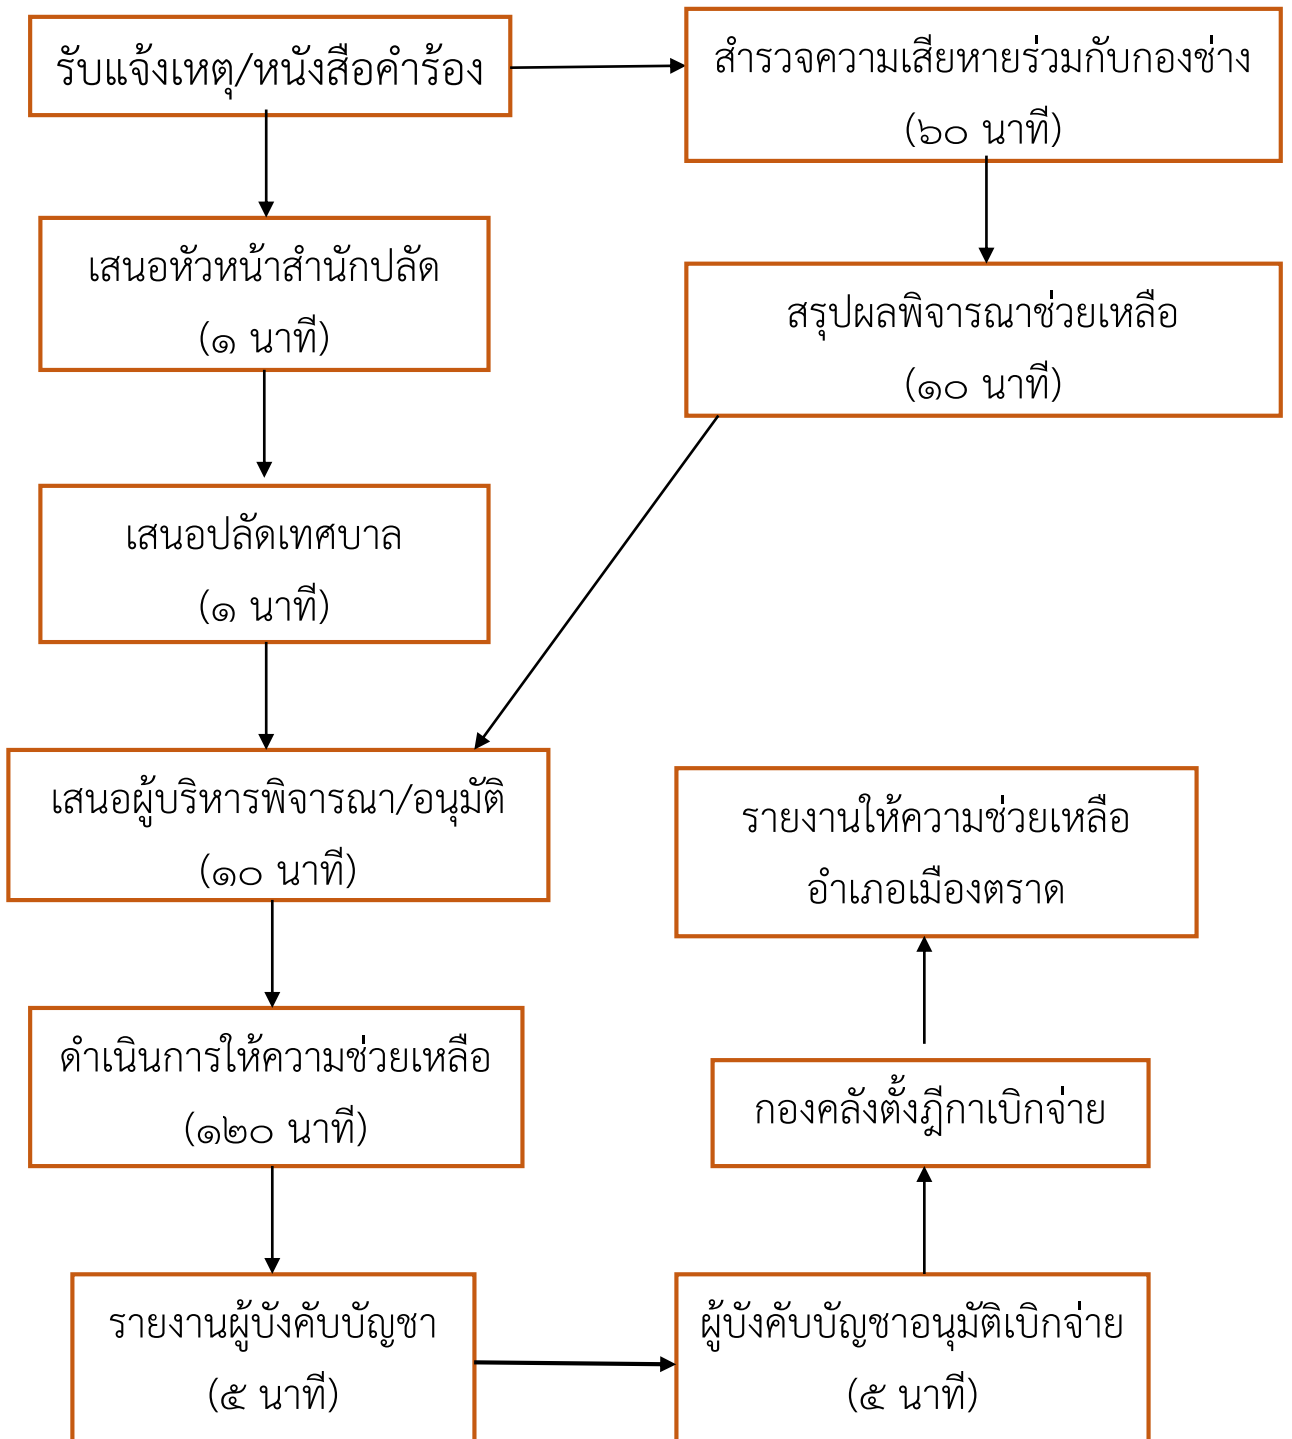 รับแจ้งเหตุ/หนังสือคำร้อง
สำรวจความเสียหายร่วมกับกองช่าง
(๖๐ นาที)
เสนอหัวหน้าสำนักปลัด
(๑ นาที)
สรุปผลพิจารณาช่วยเหลือ
(๑๐ นาที)
เสนอปลัดเทศบาล
(๑ นาที)
เสนอผู้บริหารพิจารณา/อนุมัติ
(๑๐ นาที)
รายงานให้ความช่วยเหลือ
อำเภอเมืองตราด
ดำเนินการให้ความช่วยเหลือ
(๑๒๐ นาที)
กองคลังตั้งฎีกาเบิกจ่าย
รายงานผู้บังคับบัญชา
(๕ นาที)
ผู้บังคับบัญชาอนุมัติเบิกจ่าย
(๕ นาที)